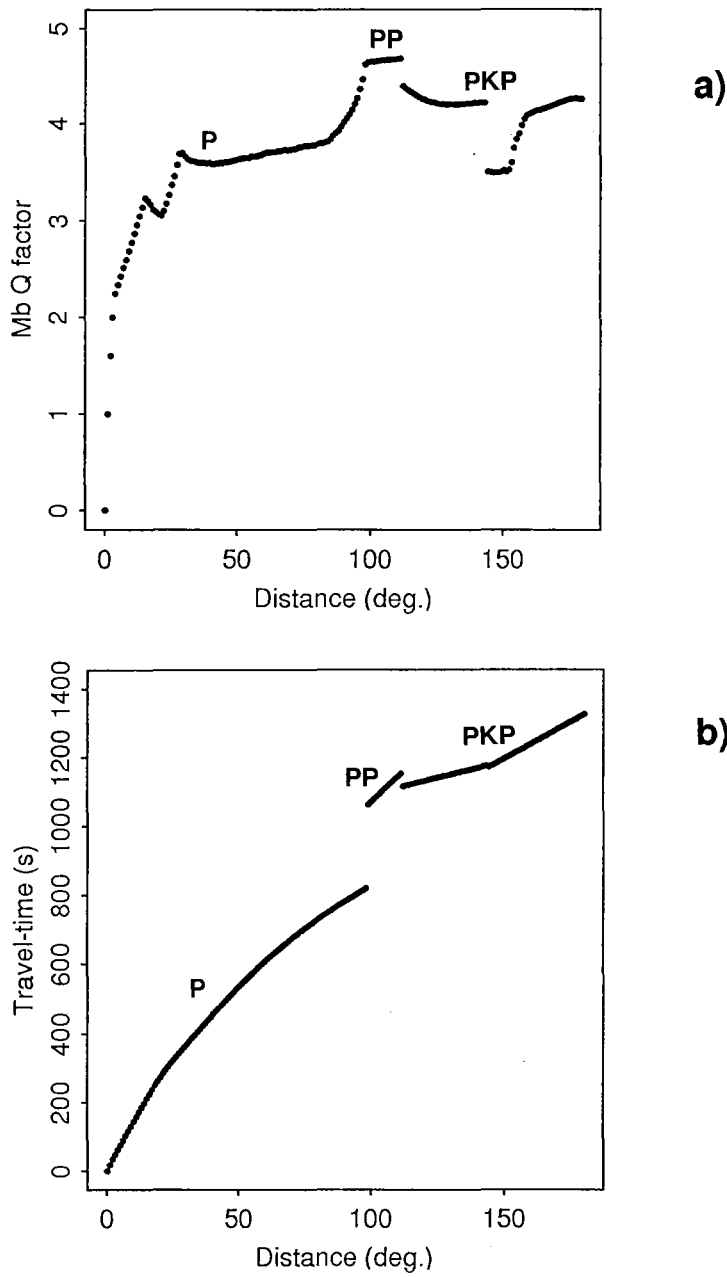 a)
Mb Q factor
5
4
3
2
1
0
PP
PKP
P
0 50 100 150
Distance (deg.)
b)
Travel-time (s)
1400
1200
1000
800
600
400
200
0
PKP
PP
P
0 50 100 150
Distance (deg.)